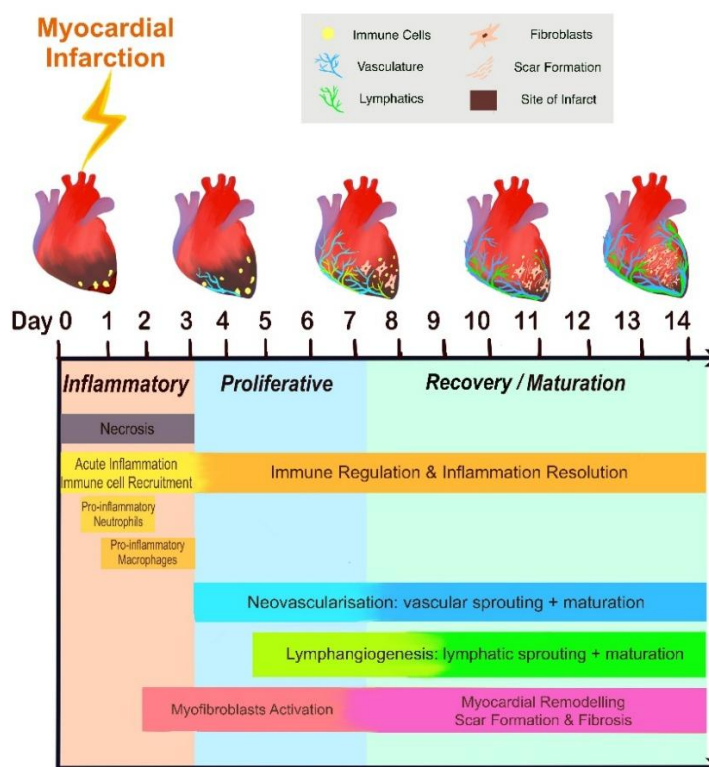 Myocardial
Infarction
Immune Cells
Fibroblasts
Vasculature
Scar Formation
Lymphatics
Site of Infarct
Day 0 1 2 3 4 5 6 7 8 9 10 11 12 13 14
Inflammatory Proliferative Recovery / Maturation
Necrosis
Acute Inflammation
Immune cell Recruitment
Immune Regulation & Inflammation Resolution
Pro-inflammatory
Neutrophils
Pro-inflammatory
Macrophages
Neovascularisation: vascular sprouting + maturation
Lymphangiogenesis: lymphatic sprouting + maturation
Myofibroblasts Activation
Myocardial Remodelling
Scar Formation & Fibrosis